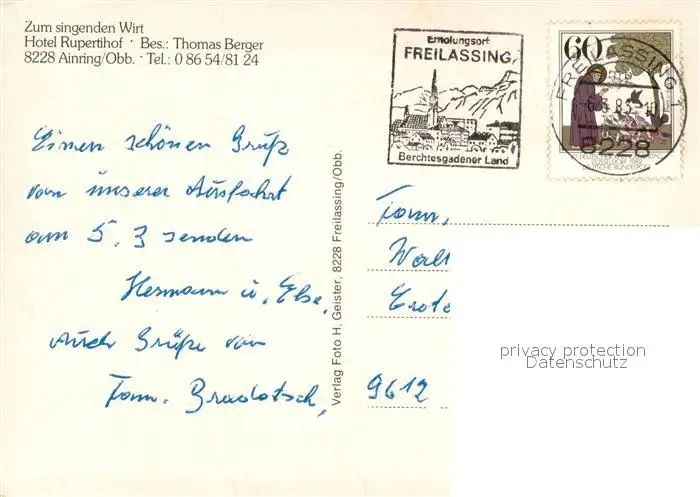 Zum singenden Wirt
Hotel Rupertihof · Bes.: Thomas Berger
8228 Ainring/Obb. · Tel.: 0 86 54/81 24
Erholungsort
FREILASSING
Berchtesgadener Land
60
FREILASSING 1
8228
Einen schönen Gruß
von unserer Ausfahrt
am 5.3 senden
Hermann u. Else,
Auch Grüße von
Fam. Bradatsch,
Verlag Foto H. Geister, 8228 Freilassing/Obb.
Fam,
9612
privacy protection
Datenschutz